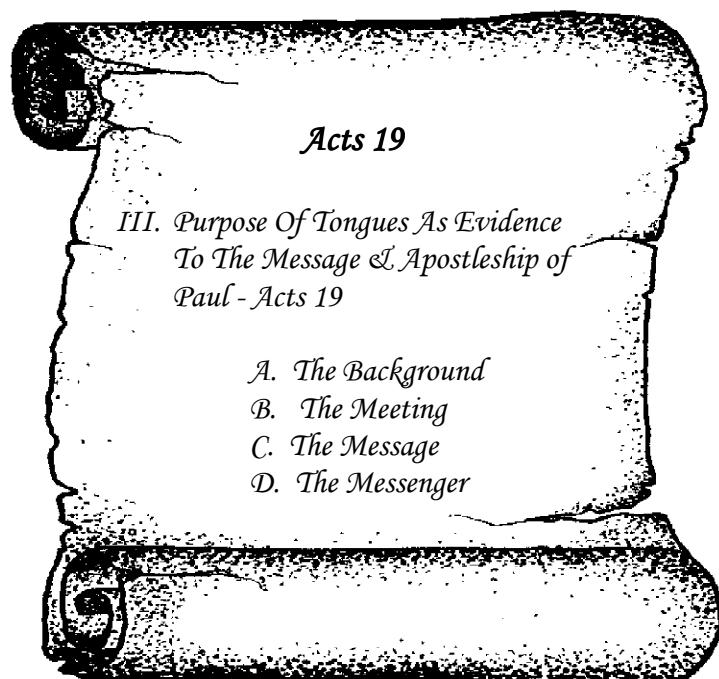 Acts 19
III. Purpose Of Tongues As Evidence
To The Message & Apostleship of
Paul - Acts 19
A. The Background
B. The Meeting
C. The Message
D. The Messenger